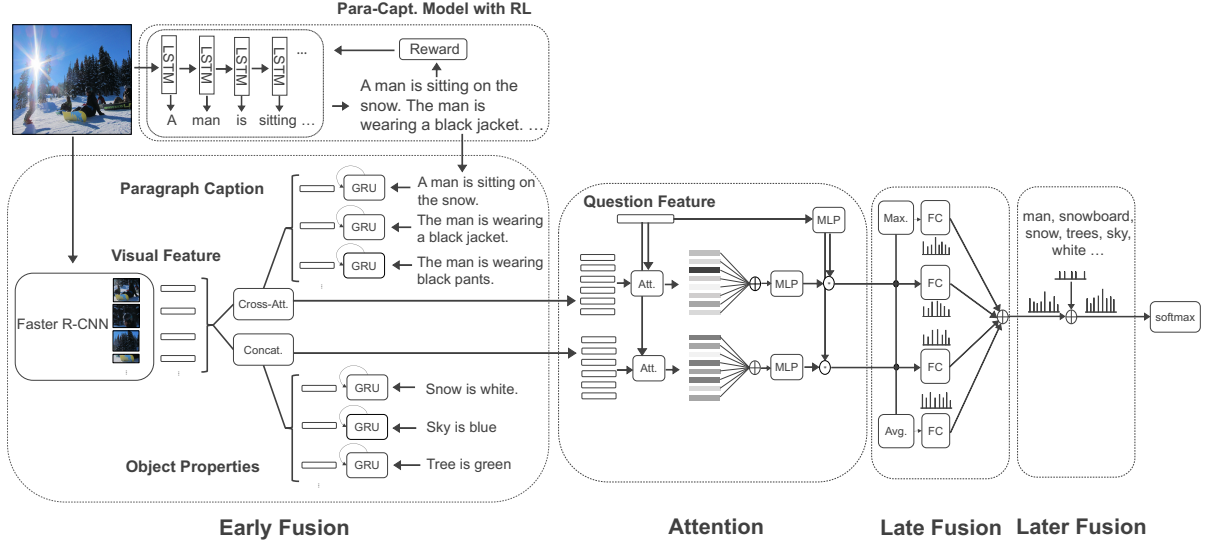 Para-Capt. Model with RL
LSTM
LSTM
LSTM
LSTM
...
Reward
A
man
is
sitting ...
A man is sitting on the
snow. The man is
wearing a black jacket. ...
Paragraph Caption
GRU
A man is sitting on
the snow.
GRU
The man is wearing
a black jacket.
GRU
The man is wearing
black pants.
Visual Feature
Faster R-CNN
Cross-Att.
Concat.
GRU
Snow is white.
GRU
Sky is blue
GRU
Tree is green
Object Properties
Early Fusion
Question Feature
MLP
Att.
MLP
Att.
MLP
Attention
Max.
FC
FC
FC
Avg.
FC
Late Fusion
man, snowboard,
snow, trees, sky,
white ...
softmax
Later Fusion